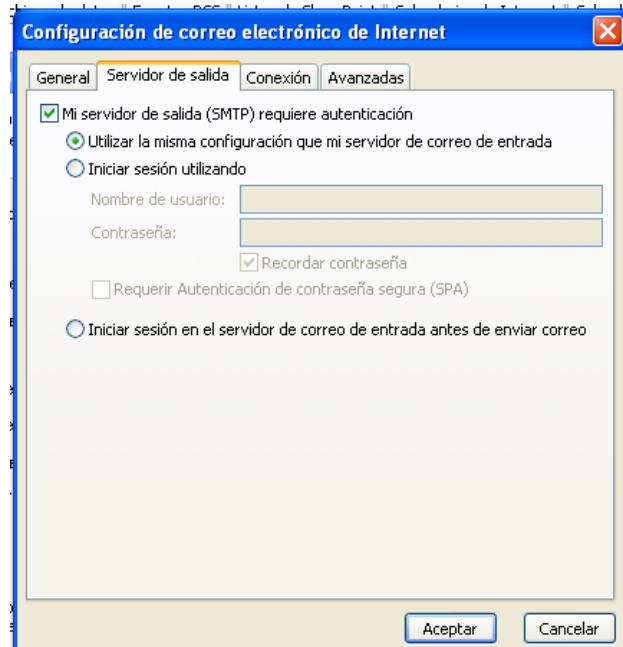 Configuración de correo electrónico de Internet
General Servidor de salida Conexión Avanzadas
Mi servidor de salida (SMTP) requiere autenticación
Utilizar la misma configuración que mi servidor de correo de entrada
Iniciar sesión utilizando
Nombre de usuario:
Contraseña:
Recordar contraseña
Requerir Autenticación de contraseña segura (SPA)
Iniciar sesión en el servidor de correo de entrada antes de enviar correo
Aceptar Cancelar